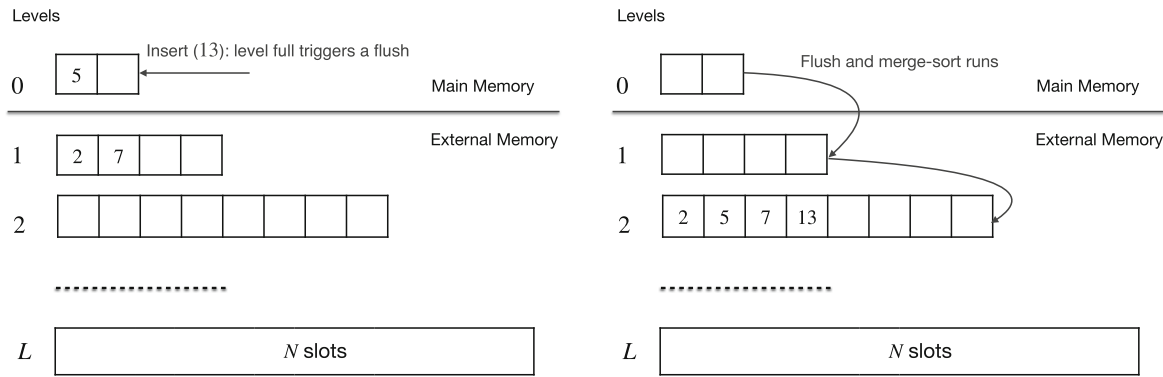 Levels
Insert (13): level full triggers a flush
5
0
Main Memory
External Memory
1
2 7
2
L
N slots
Levels
Flush and merge-sort runs
0
Main Memory
External Memory
1
2
2 5 7 13
L
N slots